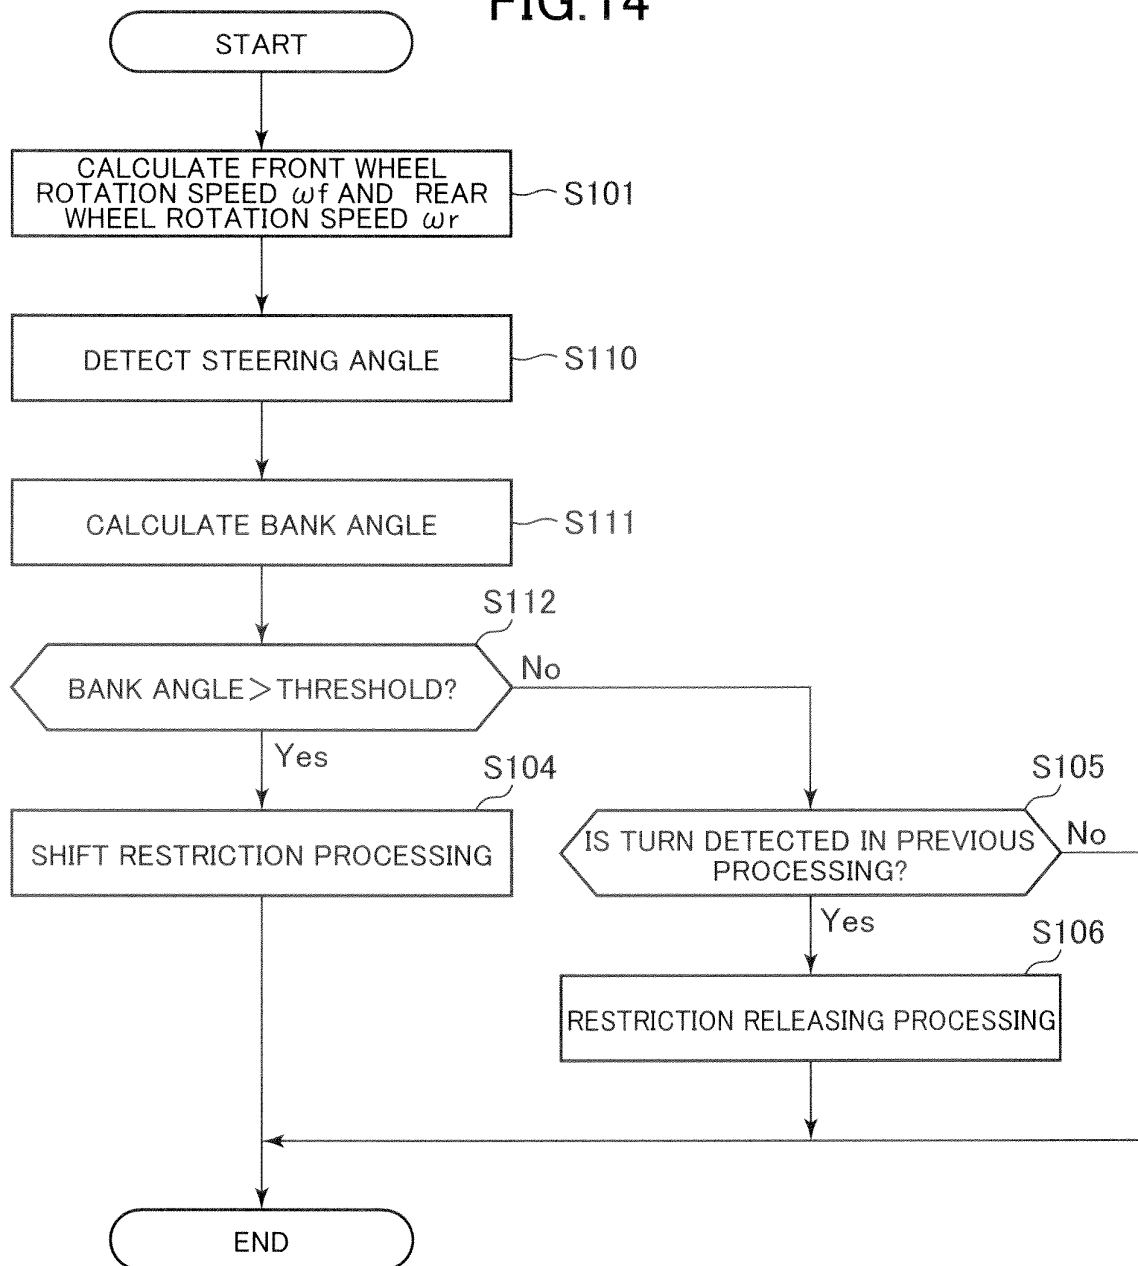 FIG.14
START
CALCULATE FRONT WHEEL
ROTATION SPEED ωf AND REAR
WHEEL ROTATION SPEED ωr
S101
DETECT STEERING ANGLE
S110
CALCULATE BANK ANGLE
S111
S112
BANK ANGLE>THRESHOLD?
No
Yes
S104
SHIFT RESTRICTION PROCESSING
S105
IS TURN DETECTED IN PREVIOUS
PROCESSING?
No
Yes
S106
RESTRICTION RELEASING PROCESSING
END